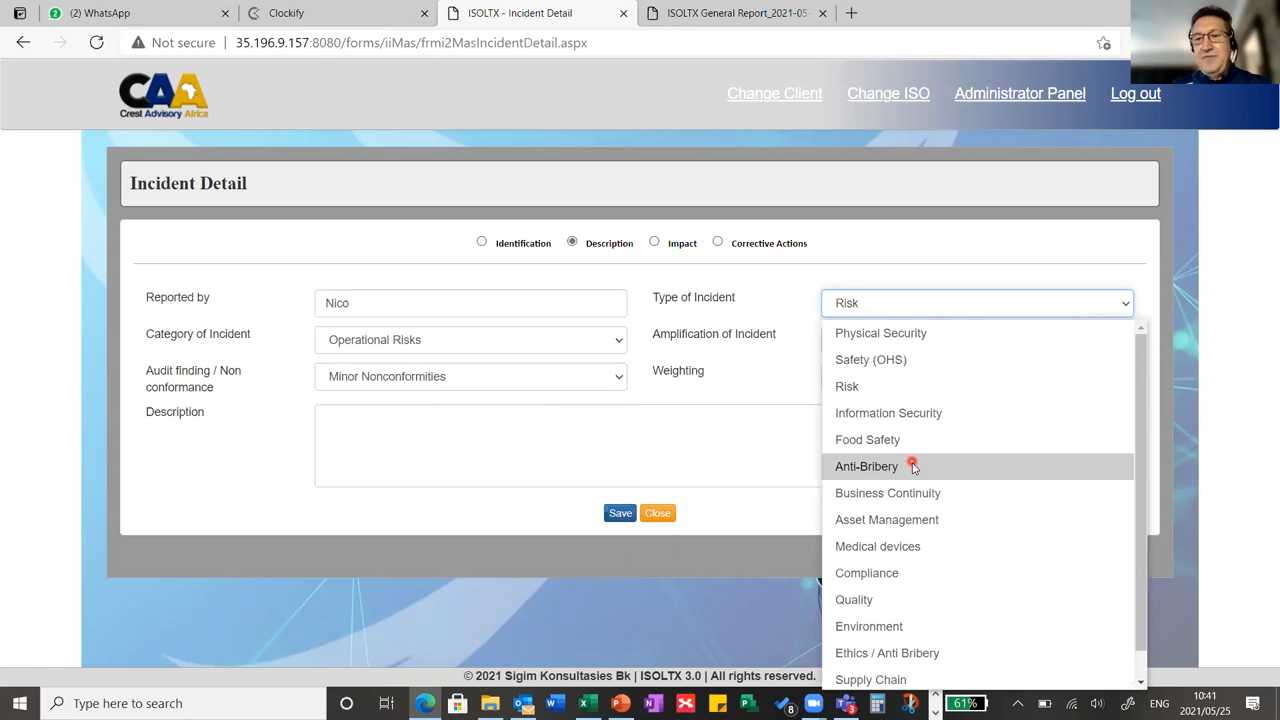 2
(2) WhatsApp
Clockify
ISOLTX - Incident Detail
ISOLTX General Report_2021-05-
Not secure
35.196.9.157:8080/forms/iiMas/frmi2MasIncidentDetail.aspx
CAA
Crest Advisory Africa
Change Client
Change ISO
Administrator Panel
Log out
Incident Detail
Identification
Description
Impact
Corrective Actions
Reported by
Nico
Type of Incident
Risk
Category of Incident
Operational Risks
Amplification of Incident
Audit finding / Non
conformance
Minor Nonconformities
Weighting
Description
Physical Security
Safety (OHS)
Risk
Information Security
Food Safety
Anti-Bribery
Business Continuity
Asset Management
Medical devices
Compliance
Quality
Environment
Ethics / Anti Bribery
Supply Chain
Save
Close
© 2021 Sigim Konsultasies Bk | ISOLTX 3.0 | All rights reserved.
Type here to search
8
61%
10:41
2021/05/25